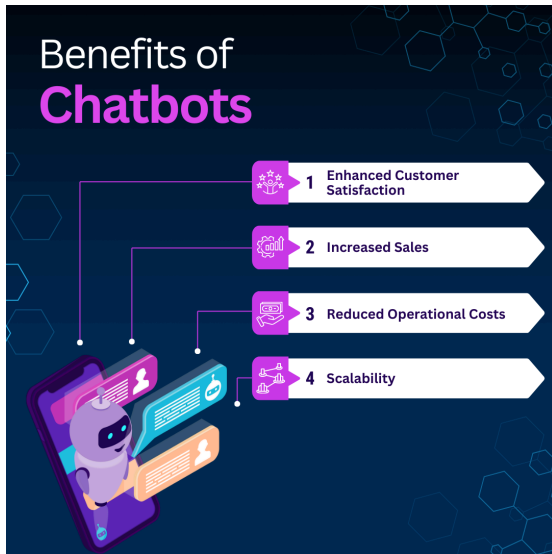 Benefits of
Chatbots
1 Enhanced Customer
Satisfaction
2 Increased Sales
3 Reduced Operational Costs
4 Scalability